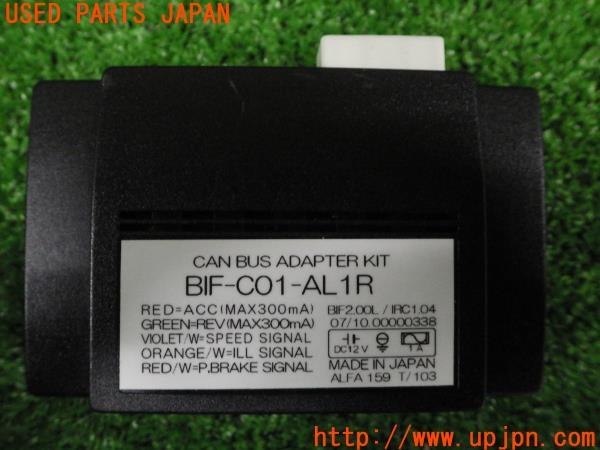 USED PARTS JAPAN
CAN BUS ADAPTER KIT
BIF-C01-AL1R
RED=ACC(MAX300mA) BIF2.00L / IRC1.04
GREEN=REV(MAX300mA) 07/10.00000338
VIOLET/W=SPEED SIGNAL
ORANGE/W=ILL SIGNAL DC12V 1A
RED/W=P.BRAKE SIGNAL MADE IN JAPAN
ALFA 159 T/103
http://www.upjpn.com